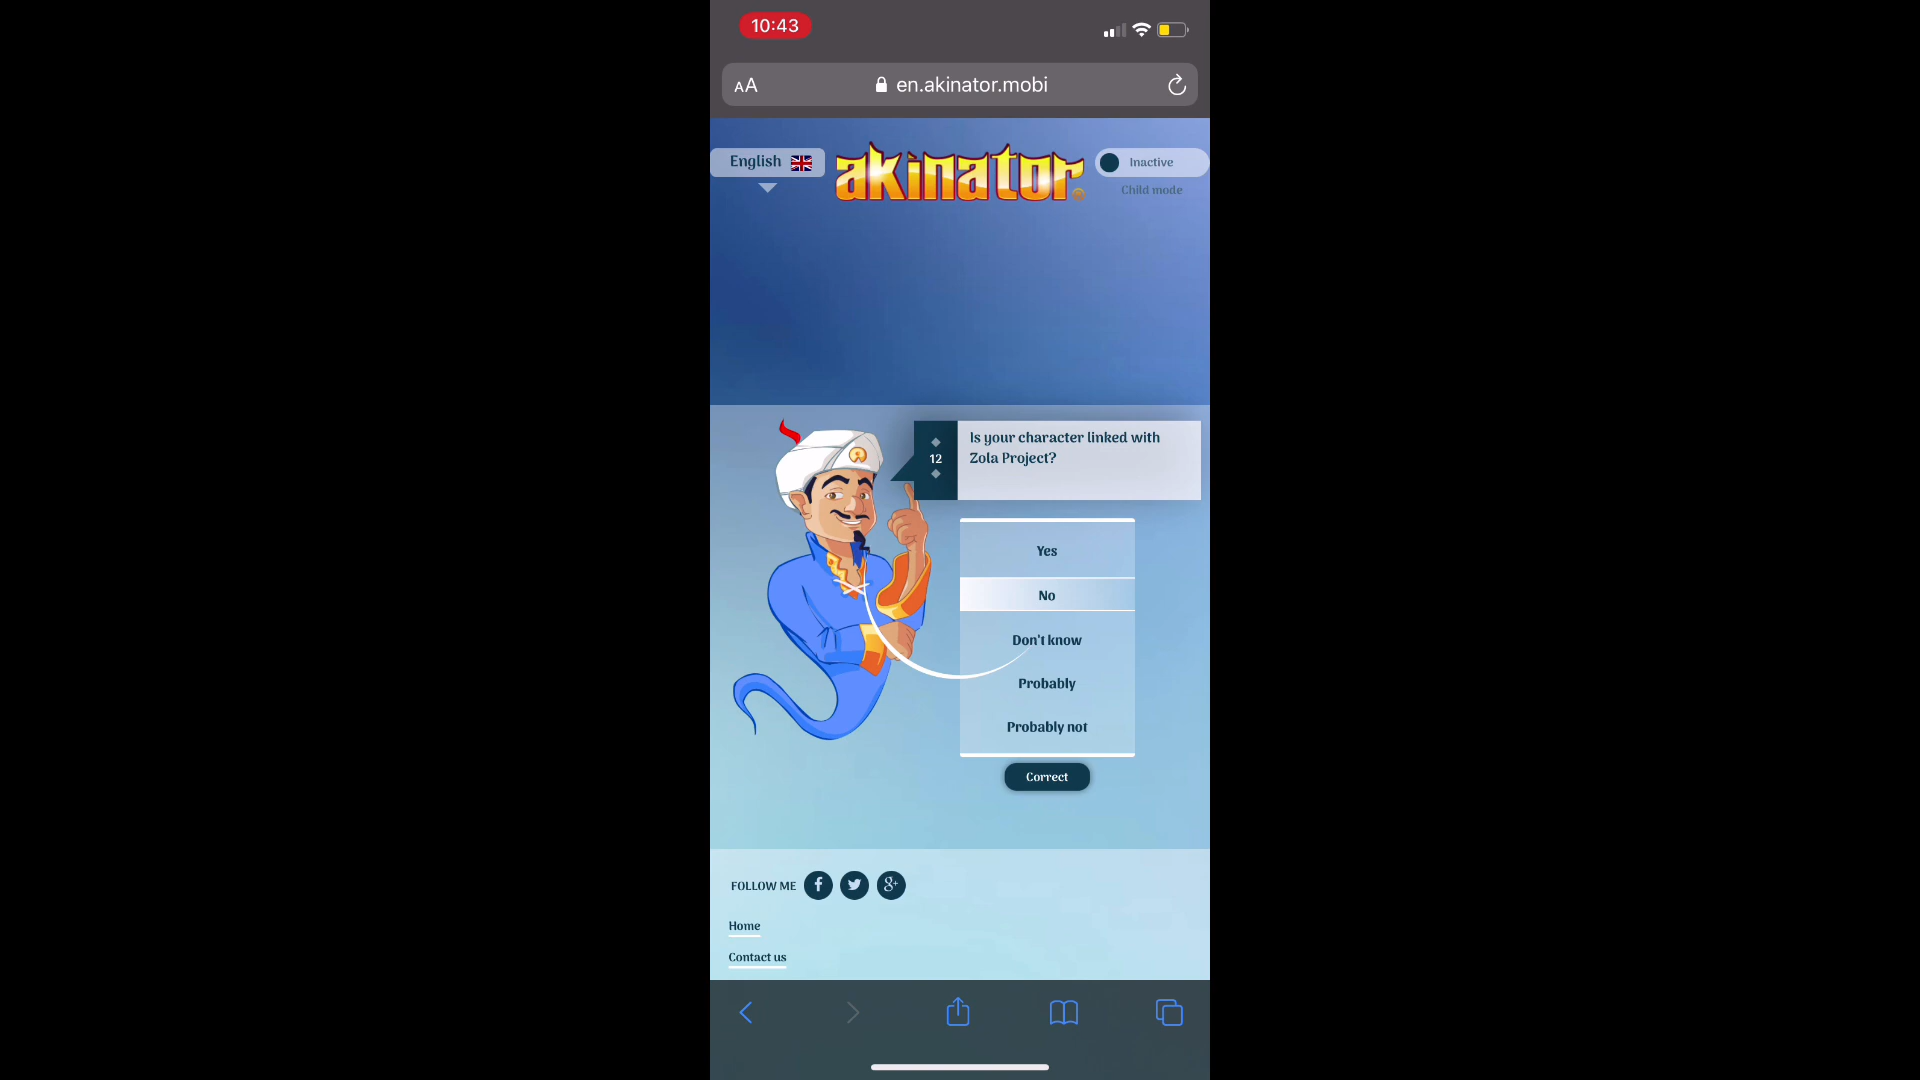 10:43
AA
en.akinator.mobi
English
akinator
Inactive
Child mode
12
Is your character linked with
Zola Project?
Yes
No
Don't know
Probably
Probably not
Correct
FOLLOW ME
Home
Contact us